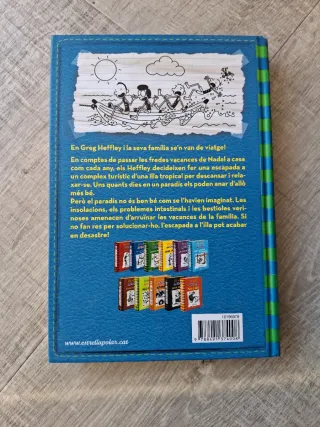 En Greg Heffley i la seva família se'n van de viatge!
En comptes de passar les fredes vacances de Nadal a casa
com cada any, els Heffley decideixen fer una escapada a
un complex turístic d'una illa tropical per descansar i rela-
xar-se. Uns quants dies en un paradís els poden anar d'allò
més bé.
Però el paradís no és ben bé com se l'havien imaginat. Les
insolacions, els problemes intestinals i les bestioles veri-
noses amenacen d'arruïnar les vacances de la família. Si
no fan res per solucionar-ho, l'escapada a l'illa pot acabar
en desastre!
www.estrellapolar.cat